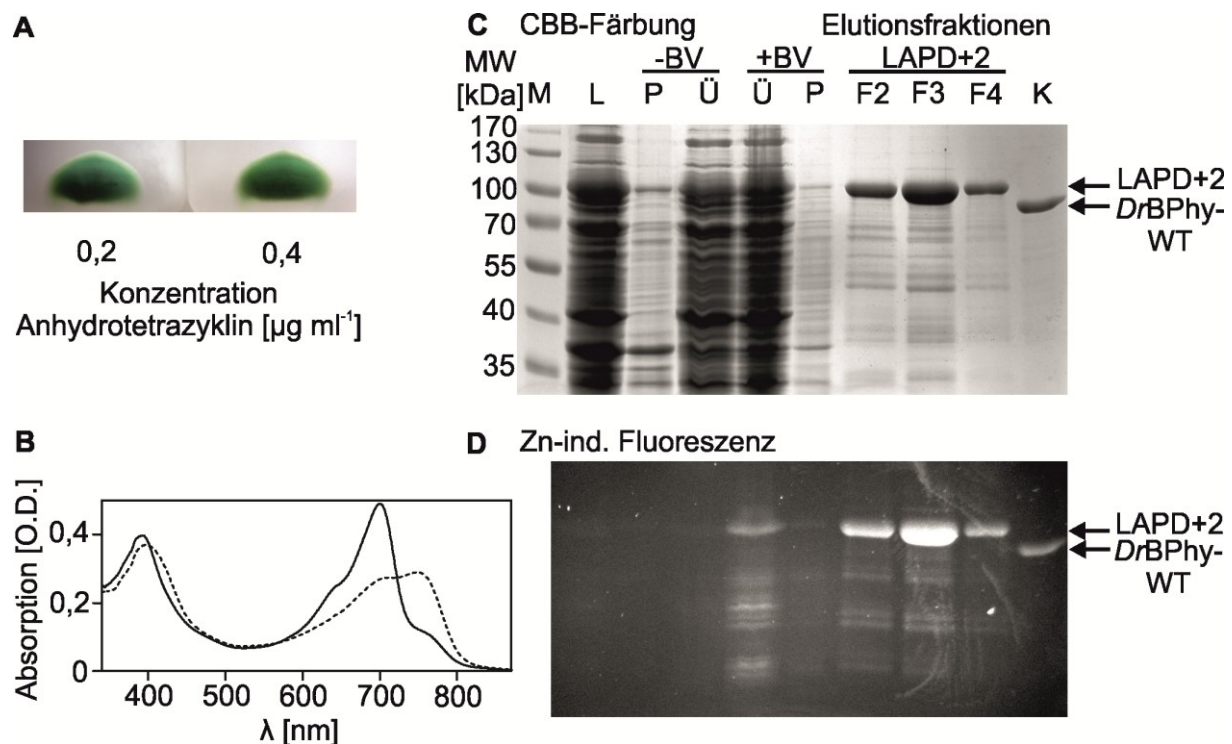 A
0,2 0,4
Konzentration
Anhydrotetrazyklin [µg ml⁻¹]
B
Absorption [O.D.]
0,4
0,2
0
400 500 600 700 800
λ [nm]
C CBB-Färbung Elutionsfraktionen
MW -BV +BV LAPD+2
[kDa] M L P Ü Ü P F2 F3 F4 K
170
130
100
70
55
40
35
LAPD+2
DrBPhy-
WT
D Zn-ind. Fluoreszenz
LAPD+2
DrBPhy-
WT